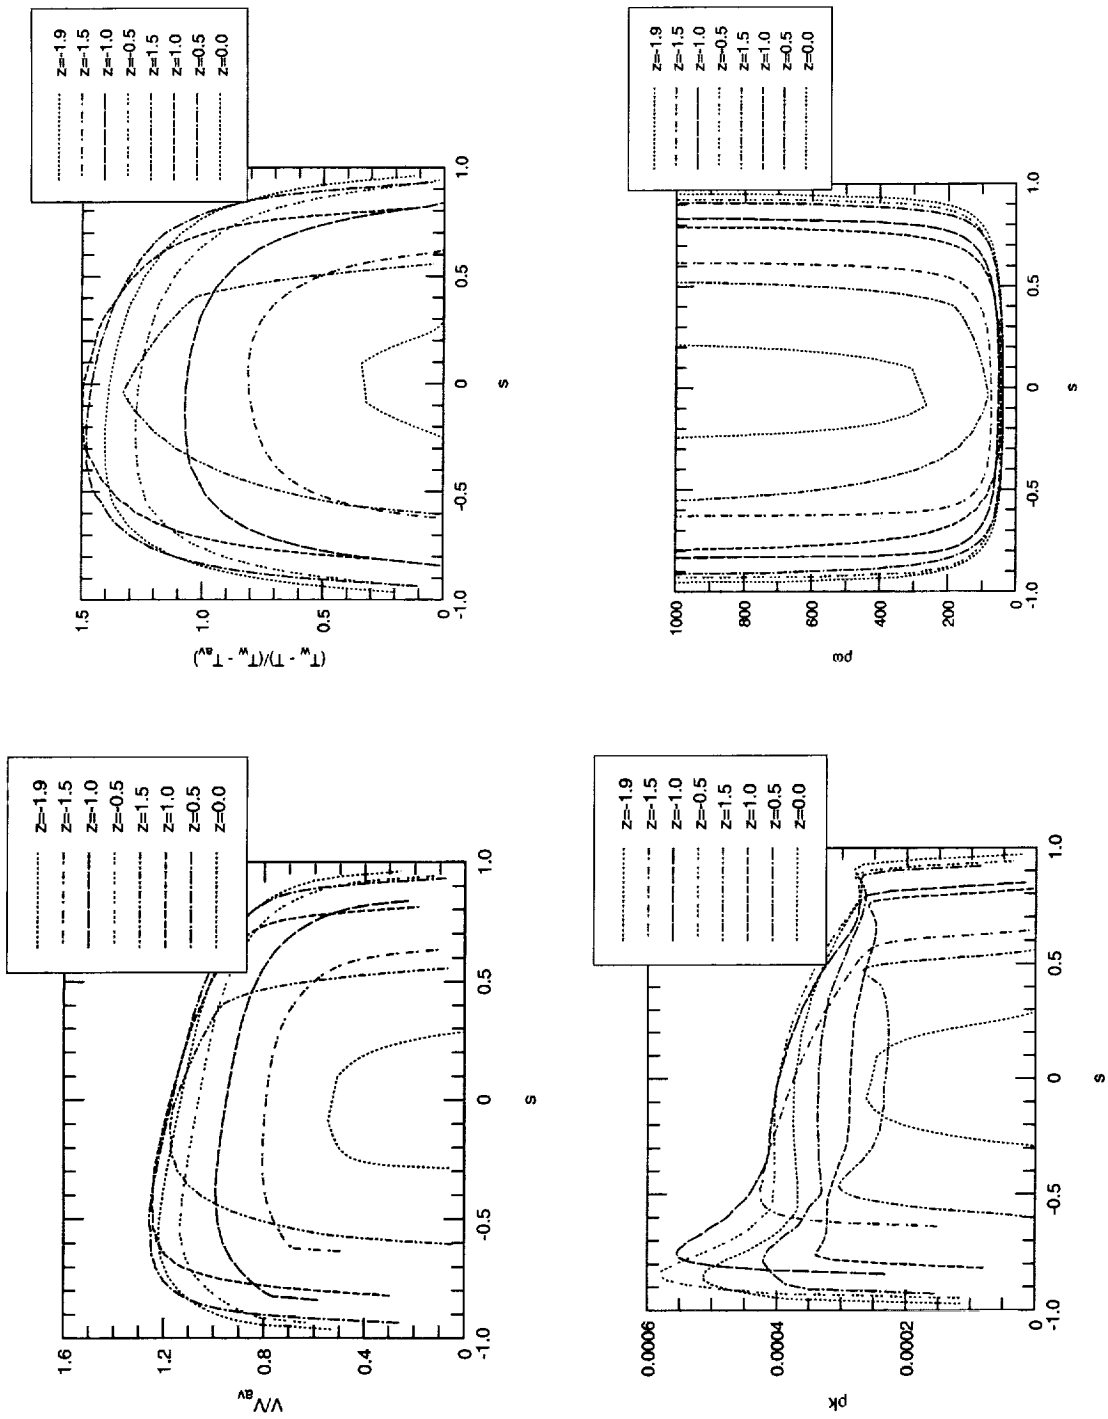 z=-1.9
z=-1.5
z=-1.0
z=-0.5
z=1.5
z=1.0
z=0.5
z=0.0
1.6
1.2
0.8
0.4
0
V/V_av
-1.0 -0.5 0 0.5 1.0
s
z=-1.9
z=-1.5
z=-1.0
z=-0.5
z=1.5
z=1.0
z=0.5
z=0.0
1.5
1.0
0.5
0
(T_w - T)/(T_w - T_av)
-1.0 -0.5 0 0.5 1.0
s
z=-1.9
z=-1.5
z=-1.0
z=-0.5
z=1.5
z=1.0
z=0.5
z=0.0
0.0006
0.0004
0.0002
0
ρk
-1.0 -0.5 0 0.5 1.0
s
z=-1.9
z=-1.5
z=-1.0
z=-0.5
z=1.5
z=1.0
z=0.5
z=0.0
1000
800
600
400
200
0
ρω
-1.0 -0.5 0 0.5 1.0
s